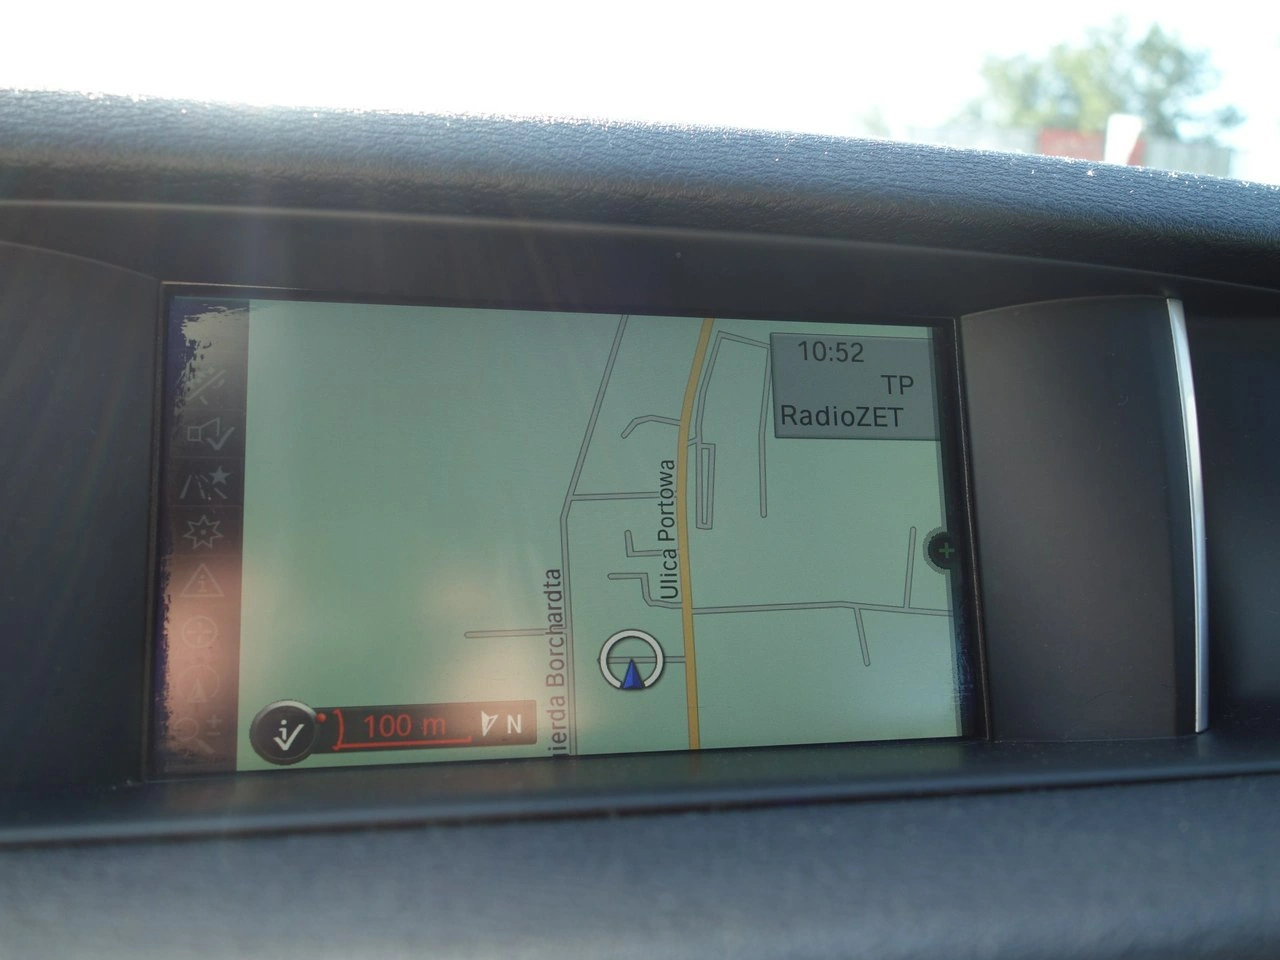 10:52
TP
RadioZET
Ulica Portowa
ierda Borchardta
100 m
N